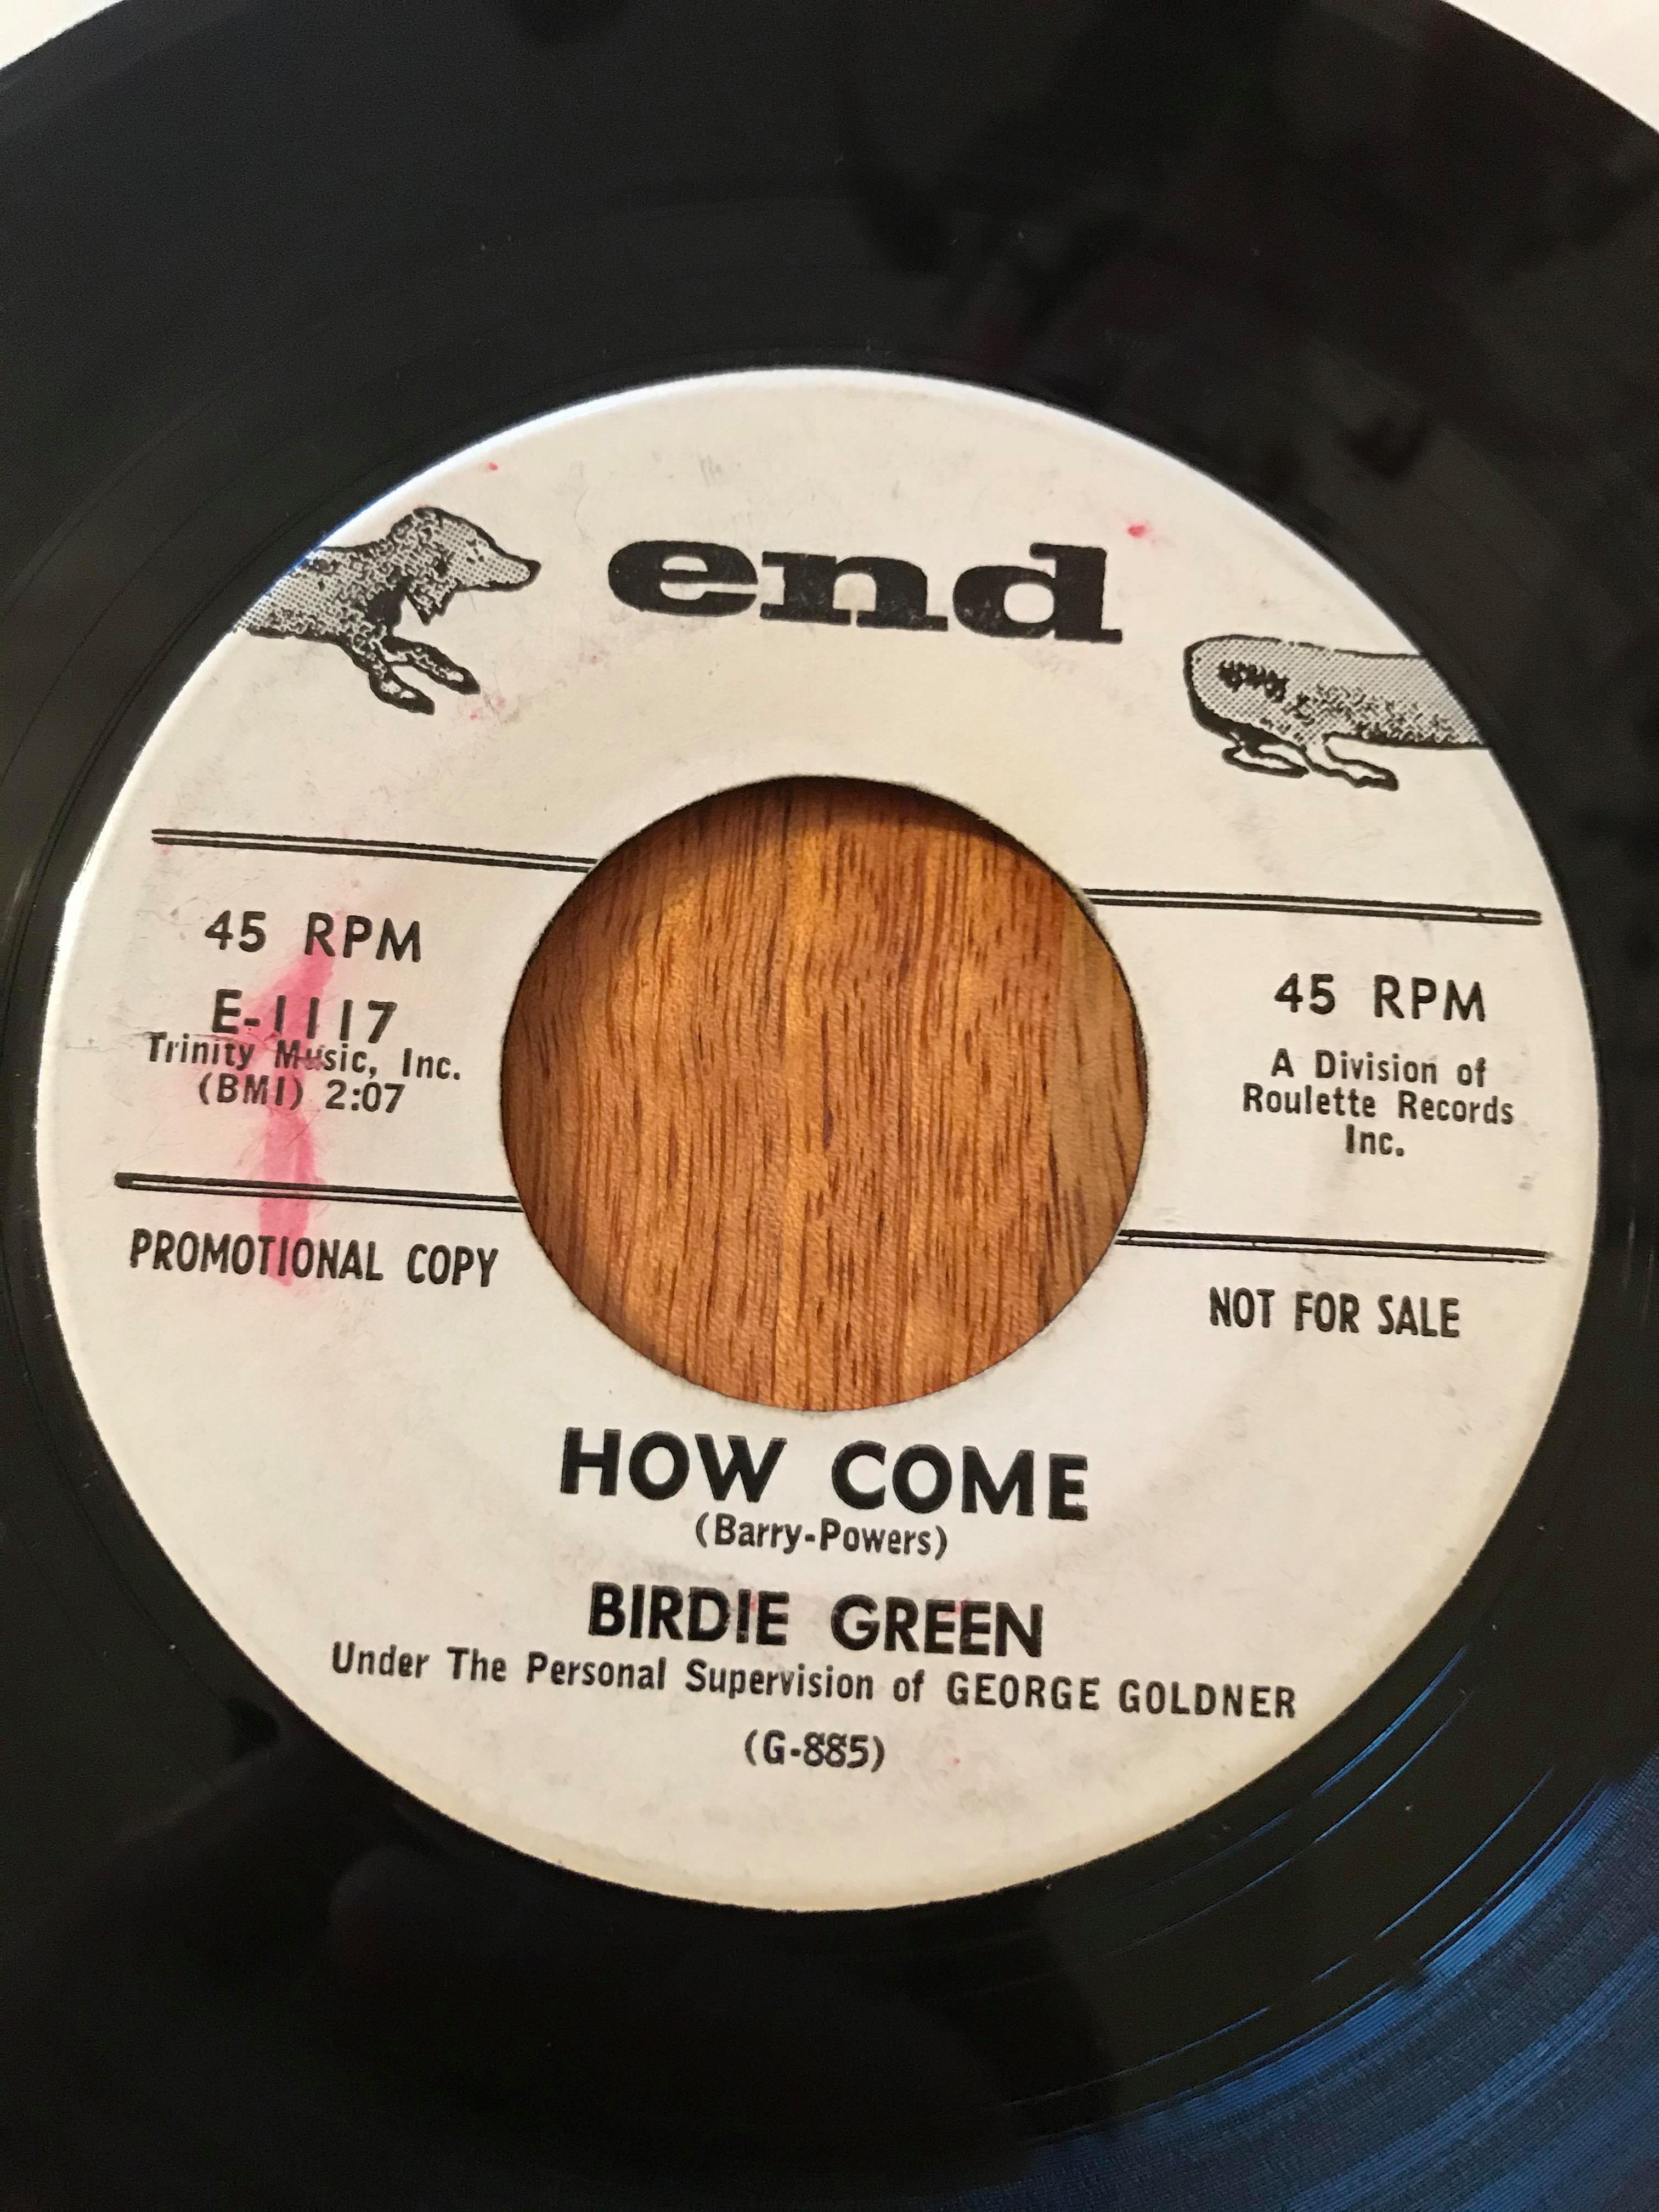 end
45 RPM
E-1117
Trinity Music, Inc.
(BMI) 2:07
45 RPM
A Division of
Roulette Records
Inc.
PROMOTIONAL COPY
NOT FOR SALE
HOW COME
(Barry-Powers)
BIRDIE GREEN
Under The Personal Supervision of GEORGE GOLDNER
(G-885)